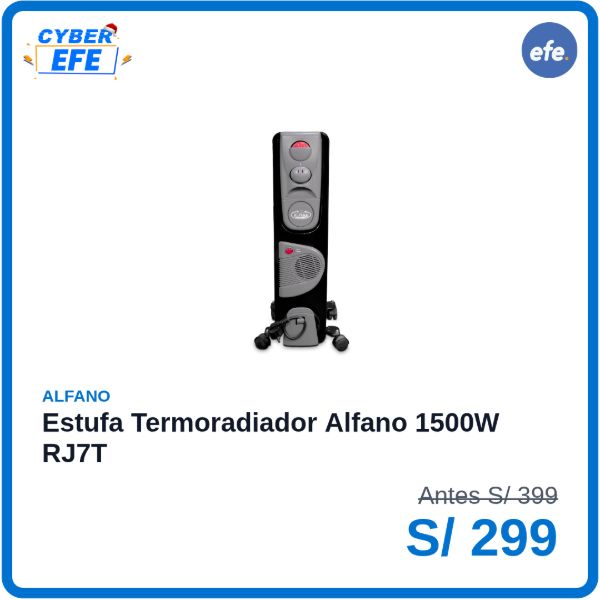 CYBER
EFE
efe.
ALFANO
Estufa Termoradiador Alfano 1500W
RJ7T
Antes S/ 399
S/ 299